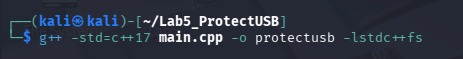 ┌──(kali㉿kali)-[~/Lab5_ProtectUSB]
└─$ g++ -std=c++17 main.cpp -o protectusb -lstdc++fs